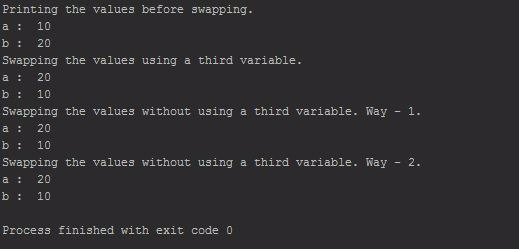 Printing the values before swapping.
a :  10
b :  20
Swapping the values using a third variable.
a :  20
b :  10
Swapping the values without using a third variable. Way - 1.
a :  20
b :  10
Swapping the values without using a third variable. Way - 2.
a :  20
b :  10
Process finished with exit code 0